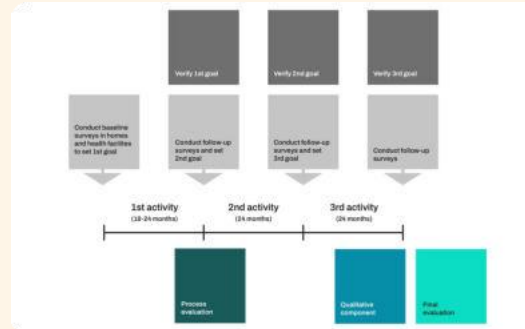 Verify 1st goal
Verify 2nd goal
Verify 3rd goal
Conduct baseline
surveys in homes
and health facilities
to set 1st goal
Conduct follow-up
surveys and set
2nd goal
Conduct follow-up
surveys and set
3rd goal
Conduct follow-up
surveys
1st activity
(18-24 months)
2nd activity
(24 months)
3rd activity
(24 months)
Process
evaluation
Qualitative
component
Final
evaluation